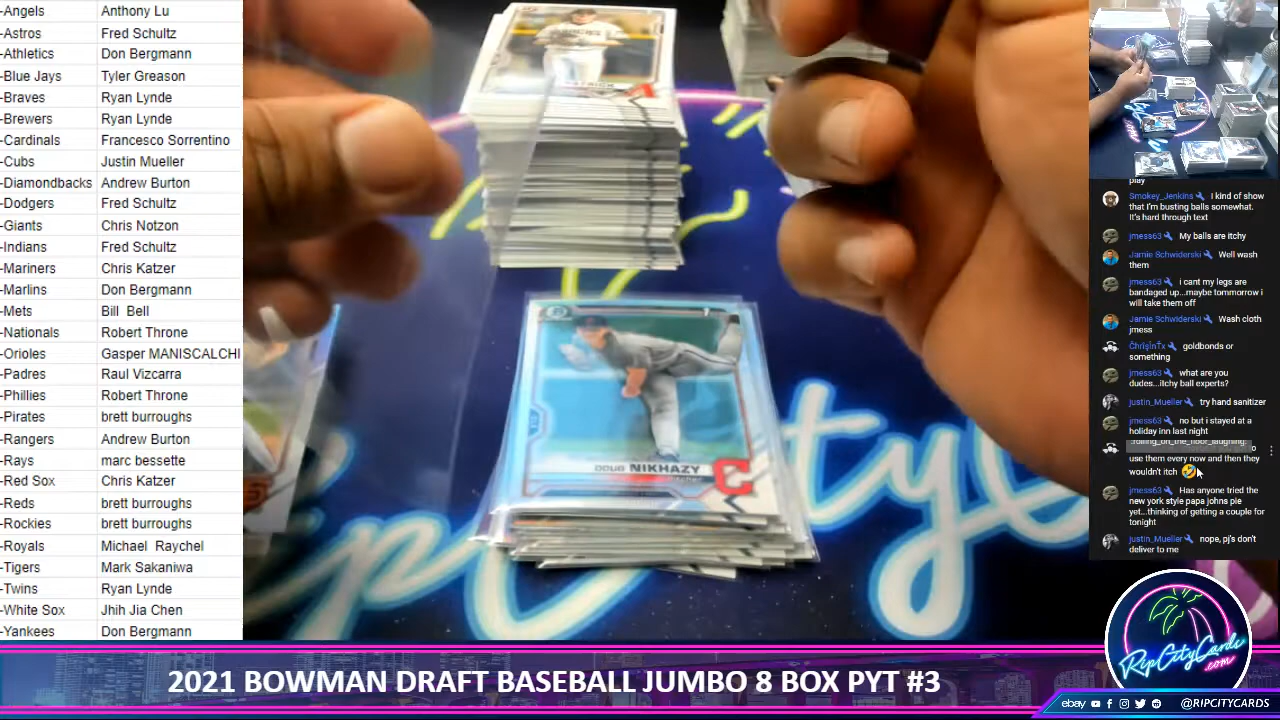 -Angels Anthony Lu
-Astros Fred Schultz
-Athletics Don Bergmann
-Blue Jays Tyler Greason
-Braves Ryan Lynde
-Brewers Ryan Lynde
-Cardinals Francesco Sorrentino
-Cubs Justin Mueller
-Diamondbacks Andrew Burton
-Dodgers Fred Schultz
-Giants Chris Notzon
-Indians Fred Schultz
-Mariners Chris Katzer
-Marlins Don Bergmann
-Mets Bill Bell
-Nationals Robert Throne
-Orioles Gasper MANISCALCHI
-Padres Raul Vizcarra
-Phillies Robert Throne
-Pirates brett burroughs
-Rangers Andrew Burton
-Rays marc bessette
-Red Sox Chris Katzer
-Reds brett burroughs
-Rockies brett burroughs
-Royals Michael Raychel
-Tigers Mark Sakaniwa
-Twins Ryan Lynde
-White Sox Jhih Jia Chen
-Yankees Don Bergmann
DOUG NIKHAZY
C
play
Smokey_Jenkins I kind of show
that I'm busting balls somewhat.
It's hard through text
jmess63 My balls are itchy
Jamie Schwiderski Well wash
them
jmess63 i cant my legs are
bandaged up...maybe tomorrow i
will take them off
Jamie Schwiderski Wash cloth
jmess
goldbonds or
something
jmess63 what are you
dudes...itchy ball experts?
justin_Mueller try hand sanitizer
jmess63 no but i stayed at a
holiday inn last night
:rolling_on_the_floor_laughing:
use them every now and then they
wouldn't itch 🤣
jmess63 Has anyone tried the
new york style papa johns pie
yet...thinking of getting a couple for
tonight
justin_Mueller nope, pj's don't
deliver to me
RipCityCards
.com
2021 BOWMAN DRAFT BASEBALL JUMBO 8 BOX PYT #3
ebay @RIPCITYCARDS